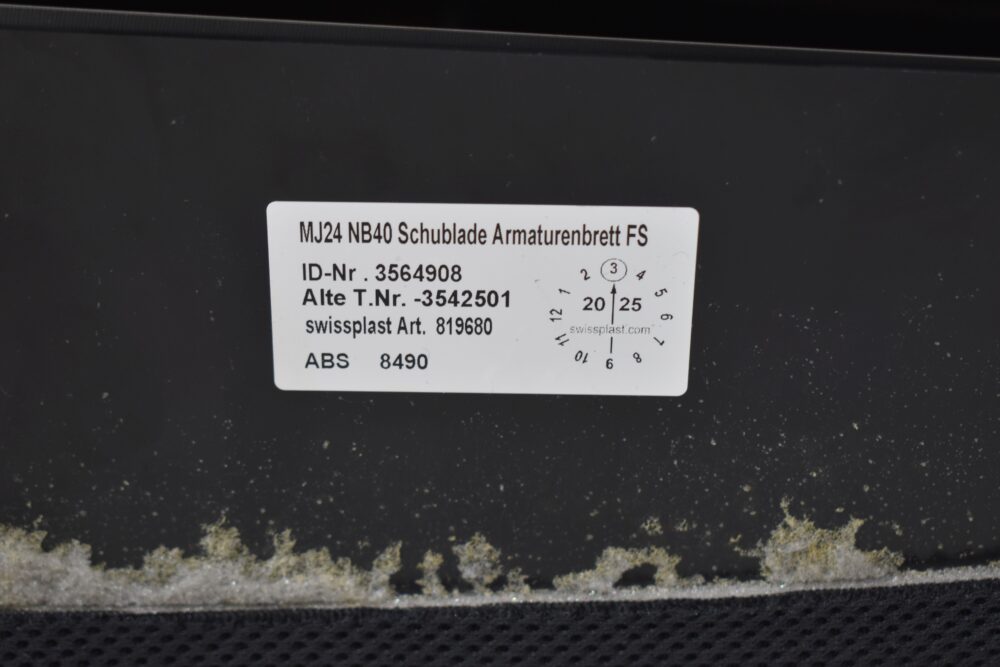 MJ24 NB40 Schublade Armaturenbrett FS
ID-Nr . 3564908
Alte T.Nr. -3542501
swissplast Art. 819680
ABS 8490
1 2 3 4 5 6 7 8 9 10 11 12
20 25
swissplast.com